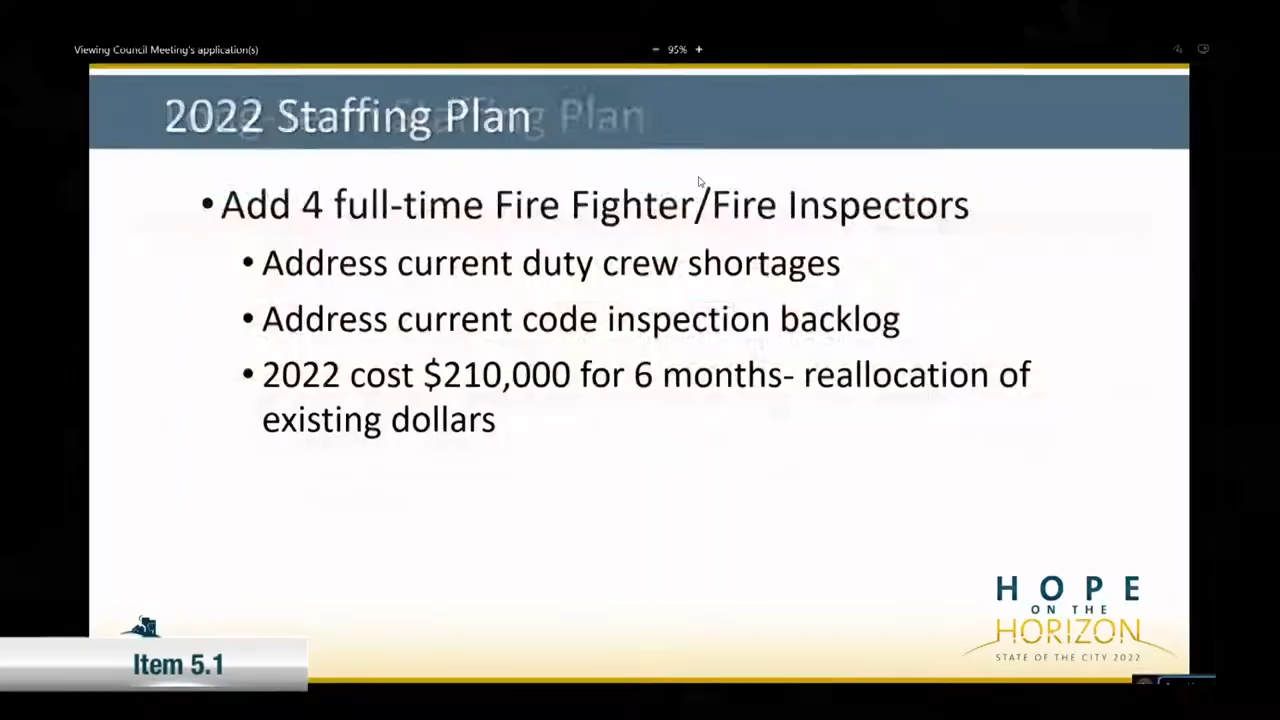 Viewing Council Meeting's application(s)
− 95% +
2022 Staffing Plan
• Add 4 full-time Fire Fighter/Fire Inspectors
• Address current duty crew shortages
• Address current code inspection backlog
• 2022 cost $210,000 for 6 months- reallocation of
existing dollars
HOPE
ON THE
HORIZON
STATE OF THE CITY 2022
Item 5.1